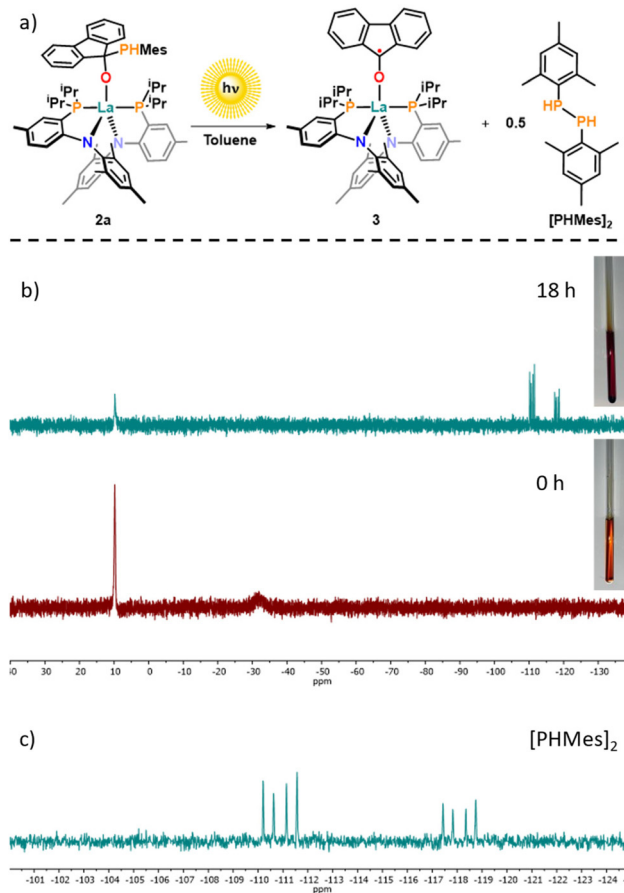 a)
PHMes
O
iPr
iPr
iPr
iPr
P La P
N N
2a
hν
Toluene
O
iPr
iPr
iPr
iPr
P La P
N N
3
+ 0.5
HP
PH
[PHMes]2
b)
18 h
0 h
30 20 10 0 -10 -20 -30 -40 -50 -60 -70 -80 -90 -100 -110 -120 -130
ppm
c)
[PHMes]2
-101 -102 -103 -104 -105 -106 -107 -108 -109 -110 -111 -112 -113 -114 -115 -116 -117 -118 -119 -120 -121 -122 -123 -124
ppm